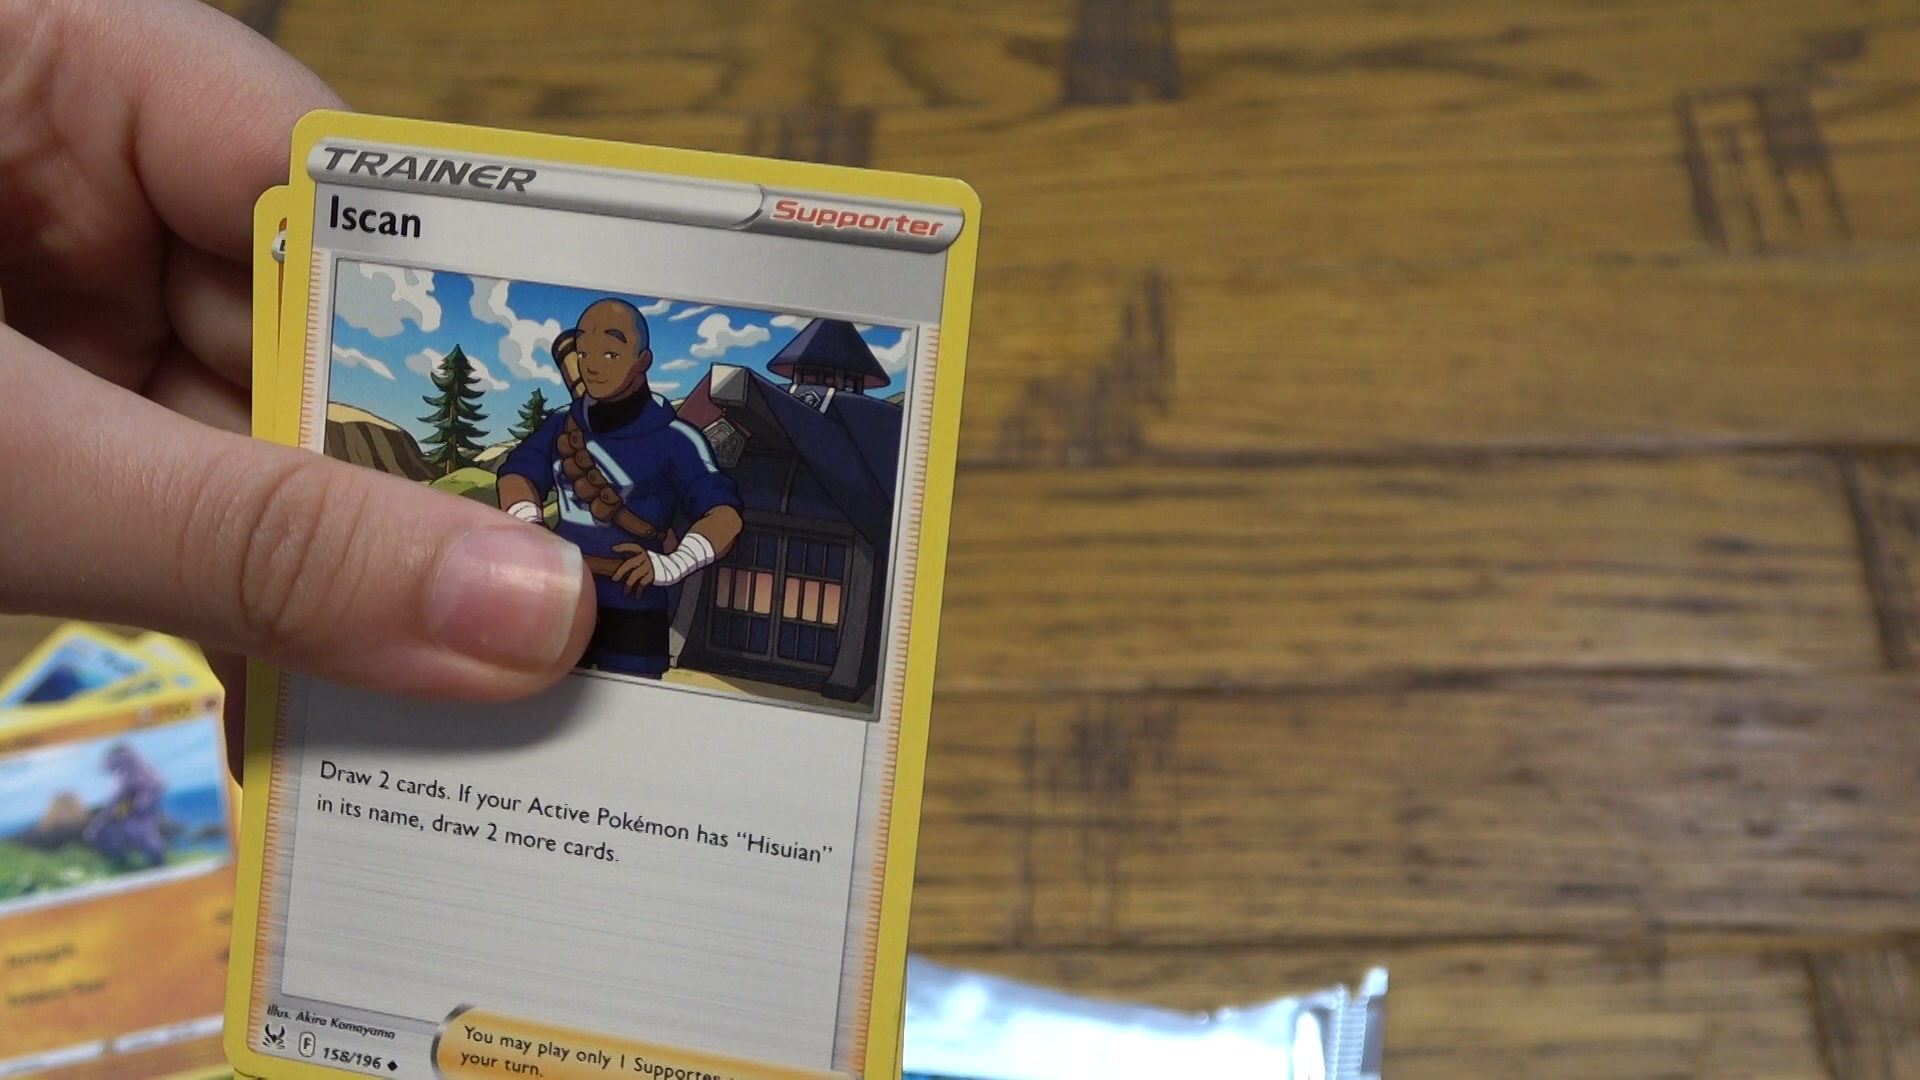 TRAINER
Supporter
Iscan
Draw 2 cards. If your Active Pokémon has “Hisuian”
in its name, draw 2 more cards.
Illus. Akira Komayama
F 158/196
You may play only 1 Supporter
your turn.